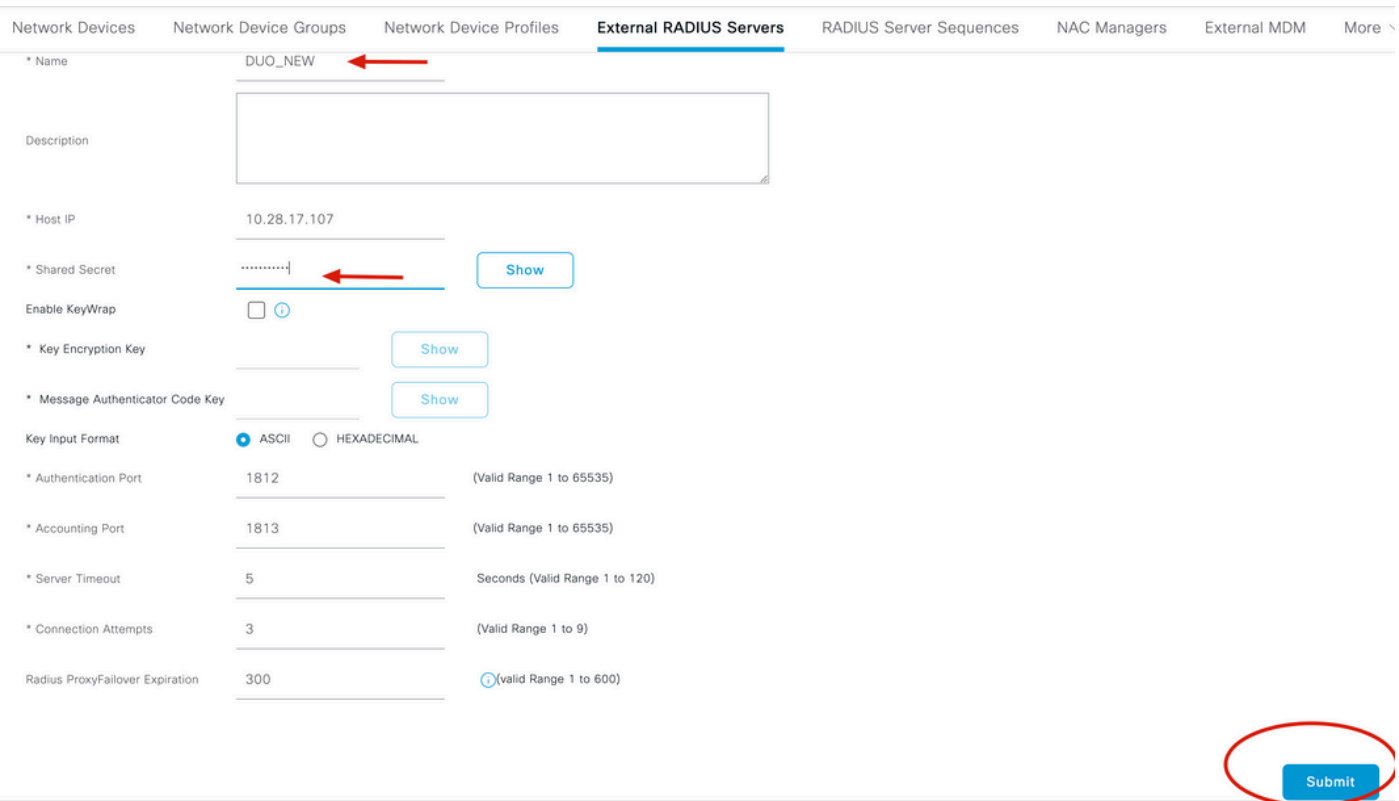 Network Devices Network Device Groups Network Device Profiles External RADIUS Servers RADIUS Server Sequences NAC Managers External MDM More
* Name DUO_NEW
Description
* Host IP 10.28.17.107
* Shared Secret ··········· Show
Enable KeyWrap
* Key Encryption Key Show
* Message Authenticator Code Key Show
Key Input Format ASCII HEXADECIMAL
* Authentication Port 1812 (Valid Range 1 to 65535)
* Accounting Port 1813 (Valid Range 1 to 65535)
* Server Timeout 5 Seconds (Valid Range 1 to 120)
* Connection Attempts 3 (Valid Range 1 to 9)
Radius ProxyFailover Expiration 300 (valid Range 1 to 600)
Submit